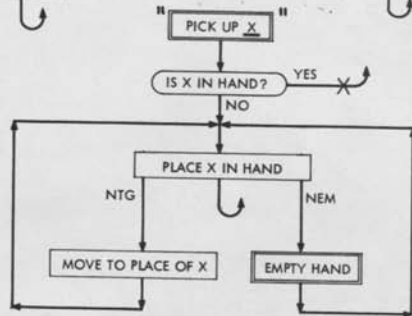 " PICK UP X "
IS X IN HAND?
YES
NO
PLACE X IN HAND
NTG
NEM
MOVE TO PLACE OF X
EMPTY HAND